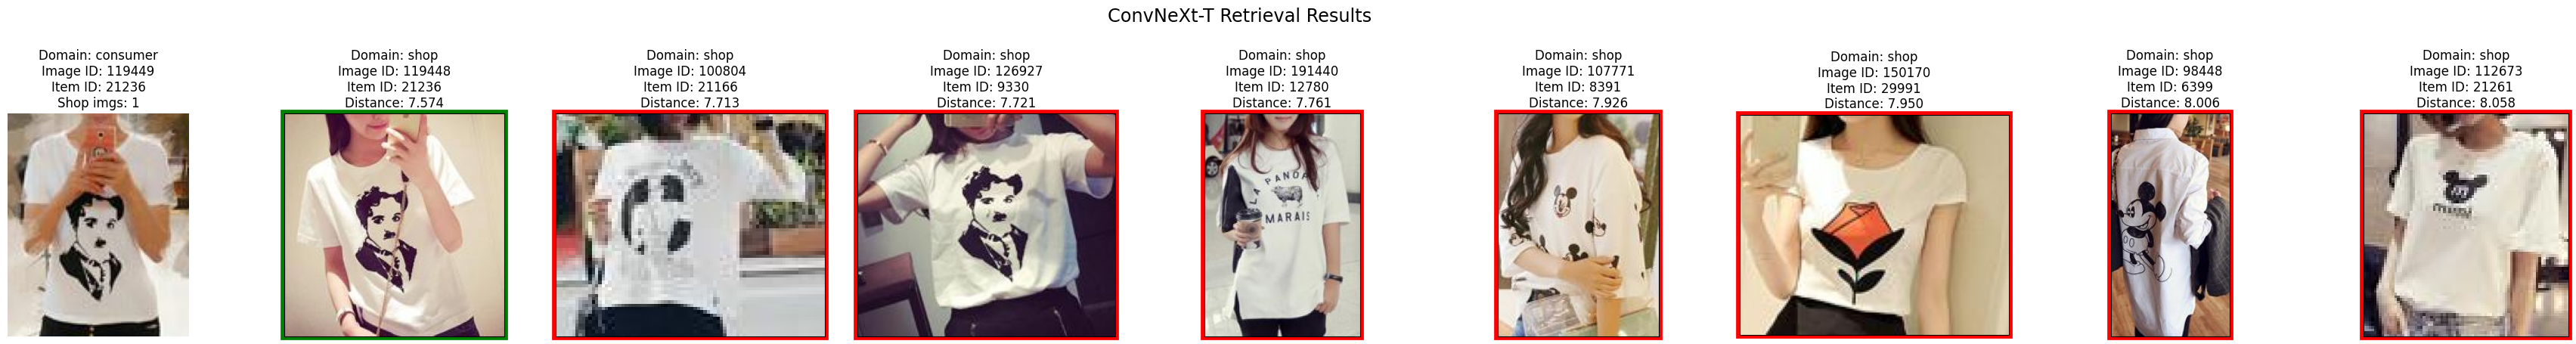 ConvNeXt-T Retrieval Results
Domain: consumer
Image ID: 119449
Item ID: 21236
Shop imgs: 1
Domain: shop
Image ID: 119448
Item ID: 21236
Distance: 7.574
Domain: shop
Image ID: 100804
Item ID: 21166
Distance: 7.713
Domain: shop
Image ID: 126927
Item ID: 9330
Distance: 7.721
Domain: shop
Image ID: 191440
Item ID: 12780
Distance: 7.761
LA PANDA
MARAIS
Domain: shop
Image ID: 107771
Item ID: 8391
Distance: 7.926
Domain: shop
Image ID: 150170
Item ID: 29991
Distance: 7.950
Domain: shop
Image ID: 98448
Item ID: 6399
Distance: 8.006
Domain: shop
Image ID: 112673
Item ID: 21261
Distance: 8.058